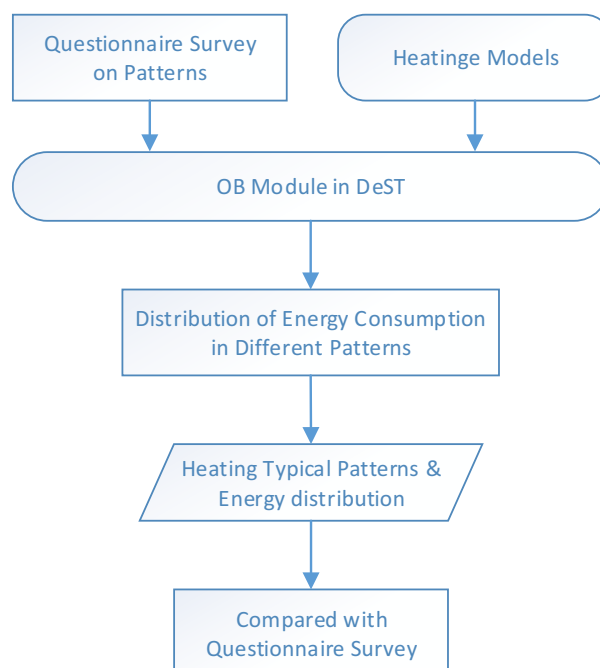 Questionnaire Survey
on Patterns
Heatinge Models
OB Module in DeST
Distribution of Energy Consumption
in Different Patterns
Heating Typical Patterns &
Energy distribution
Compared with
Questionnaire Survey